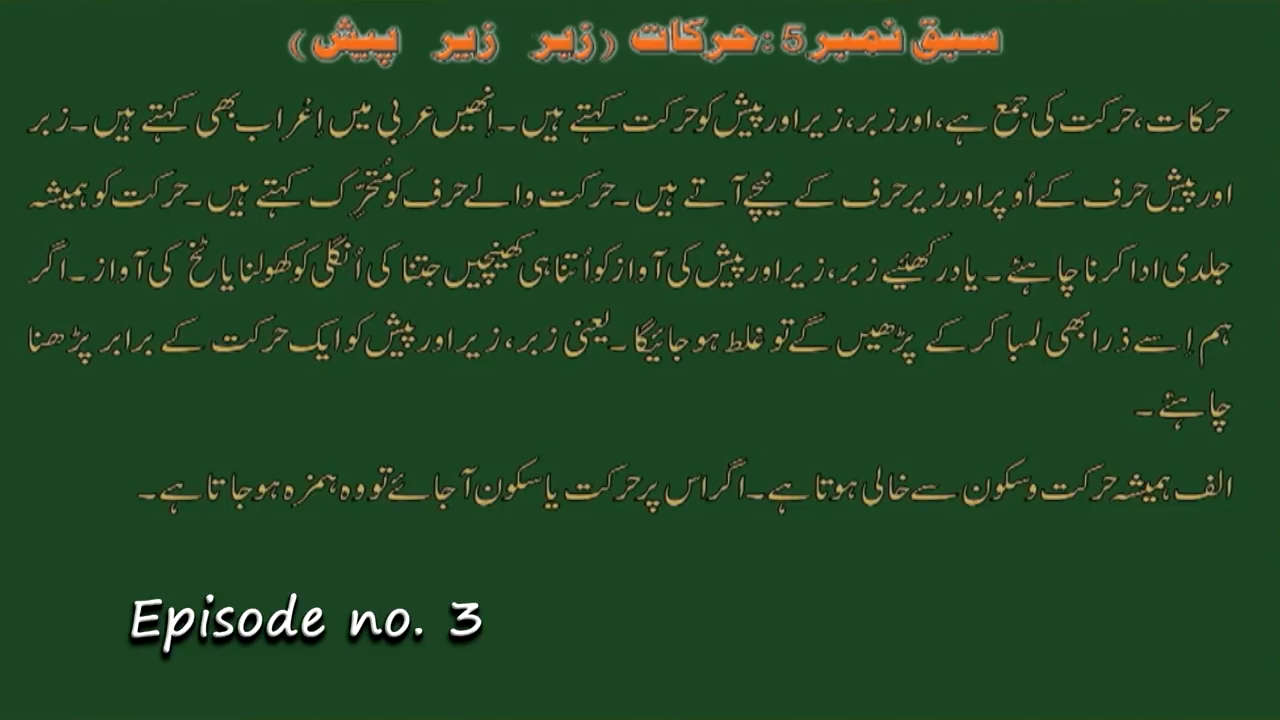 سبق نمبر 5: حرکات (زبر زیر پیش)
حرکات، حرکت کی جمع ہے، اور زبر، زیر اور پیش کو حرکت کہتے ہیں۔ اِنھیں عربی میں اِعْراب بھی کہتے ہیں۔ زبر
اور پیش حرف کے اُوپر اور زیر حرف کے نیچے آتے ہیں۔ حرکت والے حرف کو مُتحرِّک کہتے ہیں۔ حرکت کو ہمیشہ
جلدی ادا کرنا چاہئے۔ یاد رکھئیے زبر، زیر اور پیش کی آواز کو اُتنا ہی کھینچیں جتنا کی اُنگلی کو کھولنا یا ٹخ کی آواز۔ اگر
ہم اِسے ذرا بھی لمبا کر کے پڑھیں گے تو غلط ہو جائیگا۔ یعنی زبر، زیر اور پیش کو ایک حرکت کے برابر پڑھنا
چاہئے۔
الف ہمیشہ حرکت و سکون سے خالی ہوتا ہے۔ اگر اس پر حرکت یا سکون آ جائے تو وہ ہمزہ ہو جاتا ہے۔
Episode no. 3